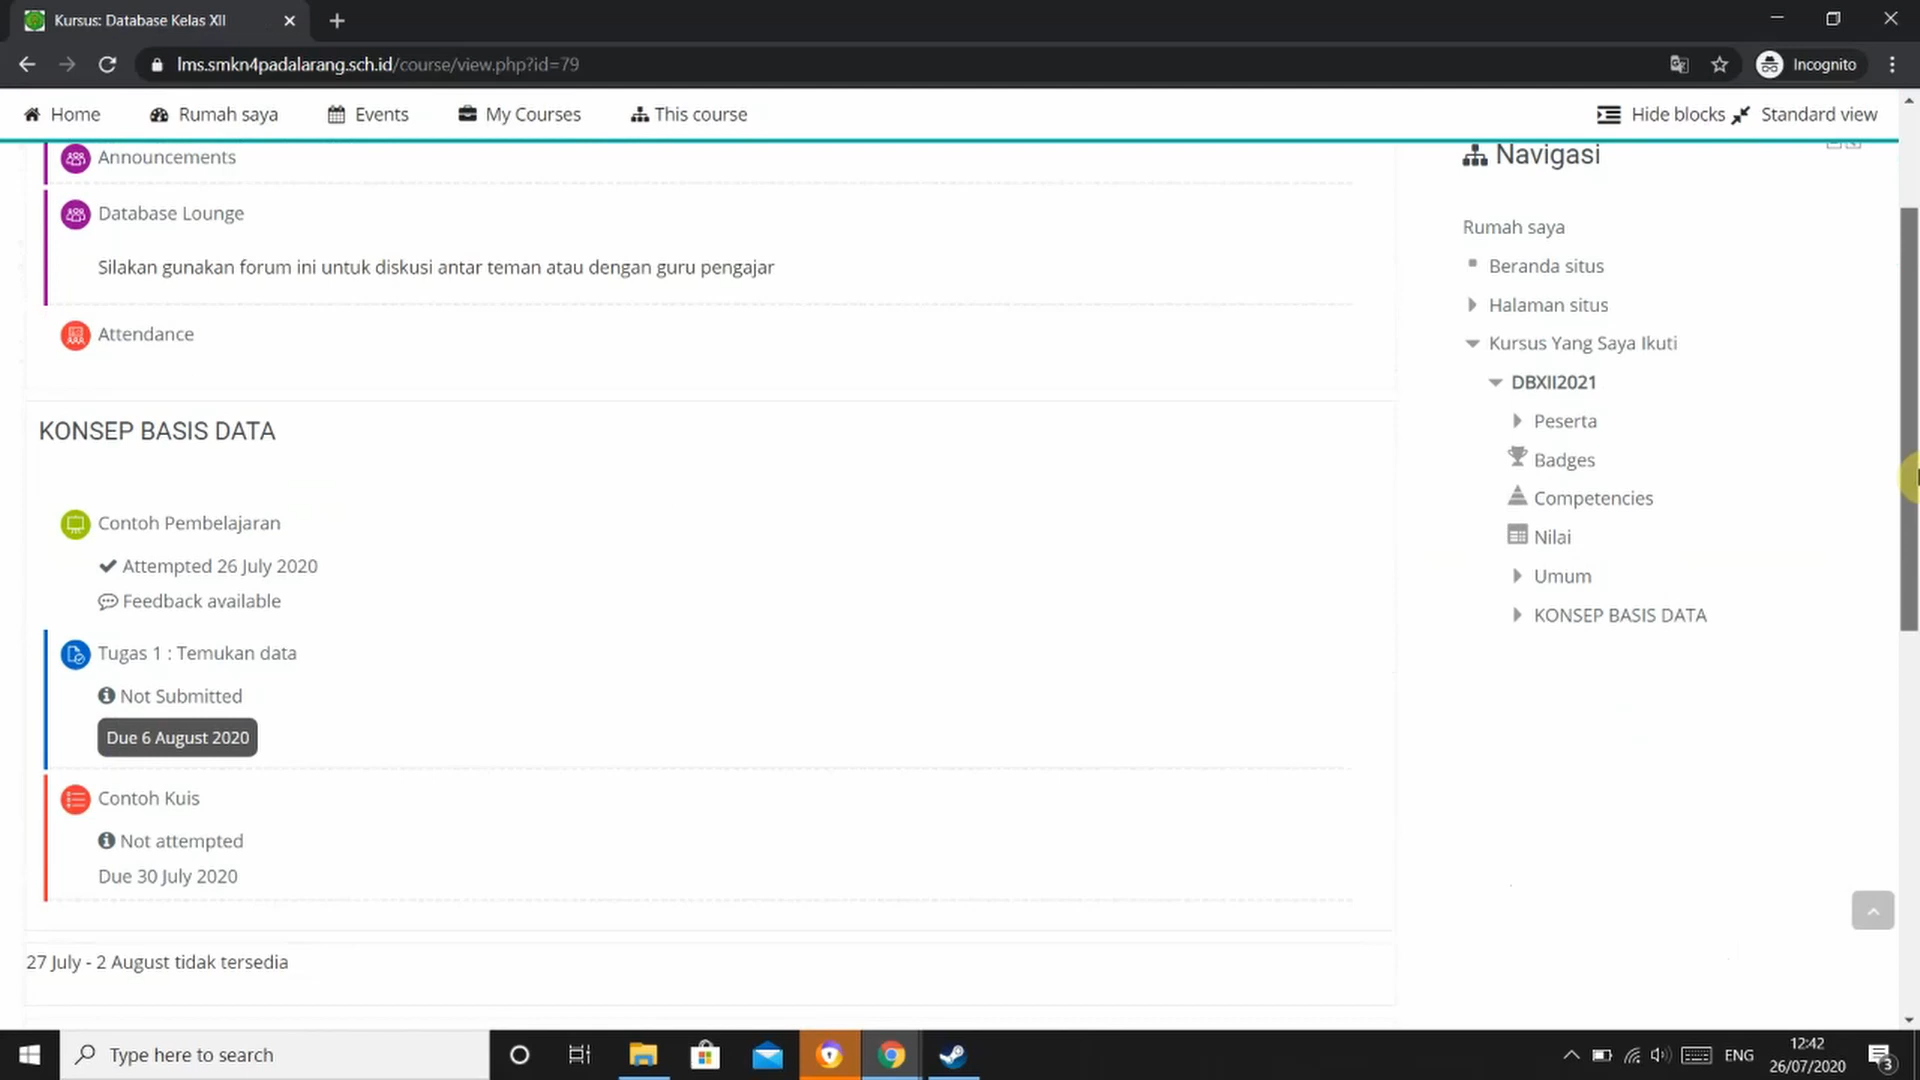 Kursus: Database Kelas XII
lms.smkn4padalarang.sch.id/course/view.php?id=79
Incognito
Home
Rumah saya
Events
My Courses
This course
Hide blocks
Standard view
Announcements
Database Lounge
Silakan gunakan forum ini untuk diskusi antar teman atau dengan guru pengajar
Attendance
KONSEP BASIS DATA
Contoh Pembelajaran
Attempted 26 July 2020
Feedback available
Tugas 1 : Temukan data
Not Submitted
Due 6 August 2020
Contoh Kuis
Not attempted
Due 30 July 2020
27 July - 2 August tidak tersedia
Navigasi
Rumah saya
Beranda situs
Halaman situs
Kursus Yang Saya Ikuti
DBXII2021
Peserta
Badges
Competencies
Nilai
Umum
KONSEP BASIS DATA
Type here to search
ENG
12:42
26/07/2020
3